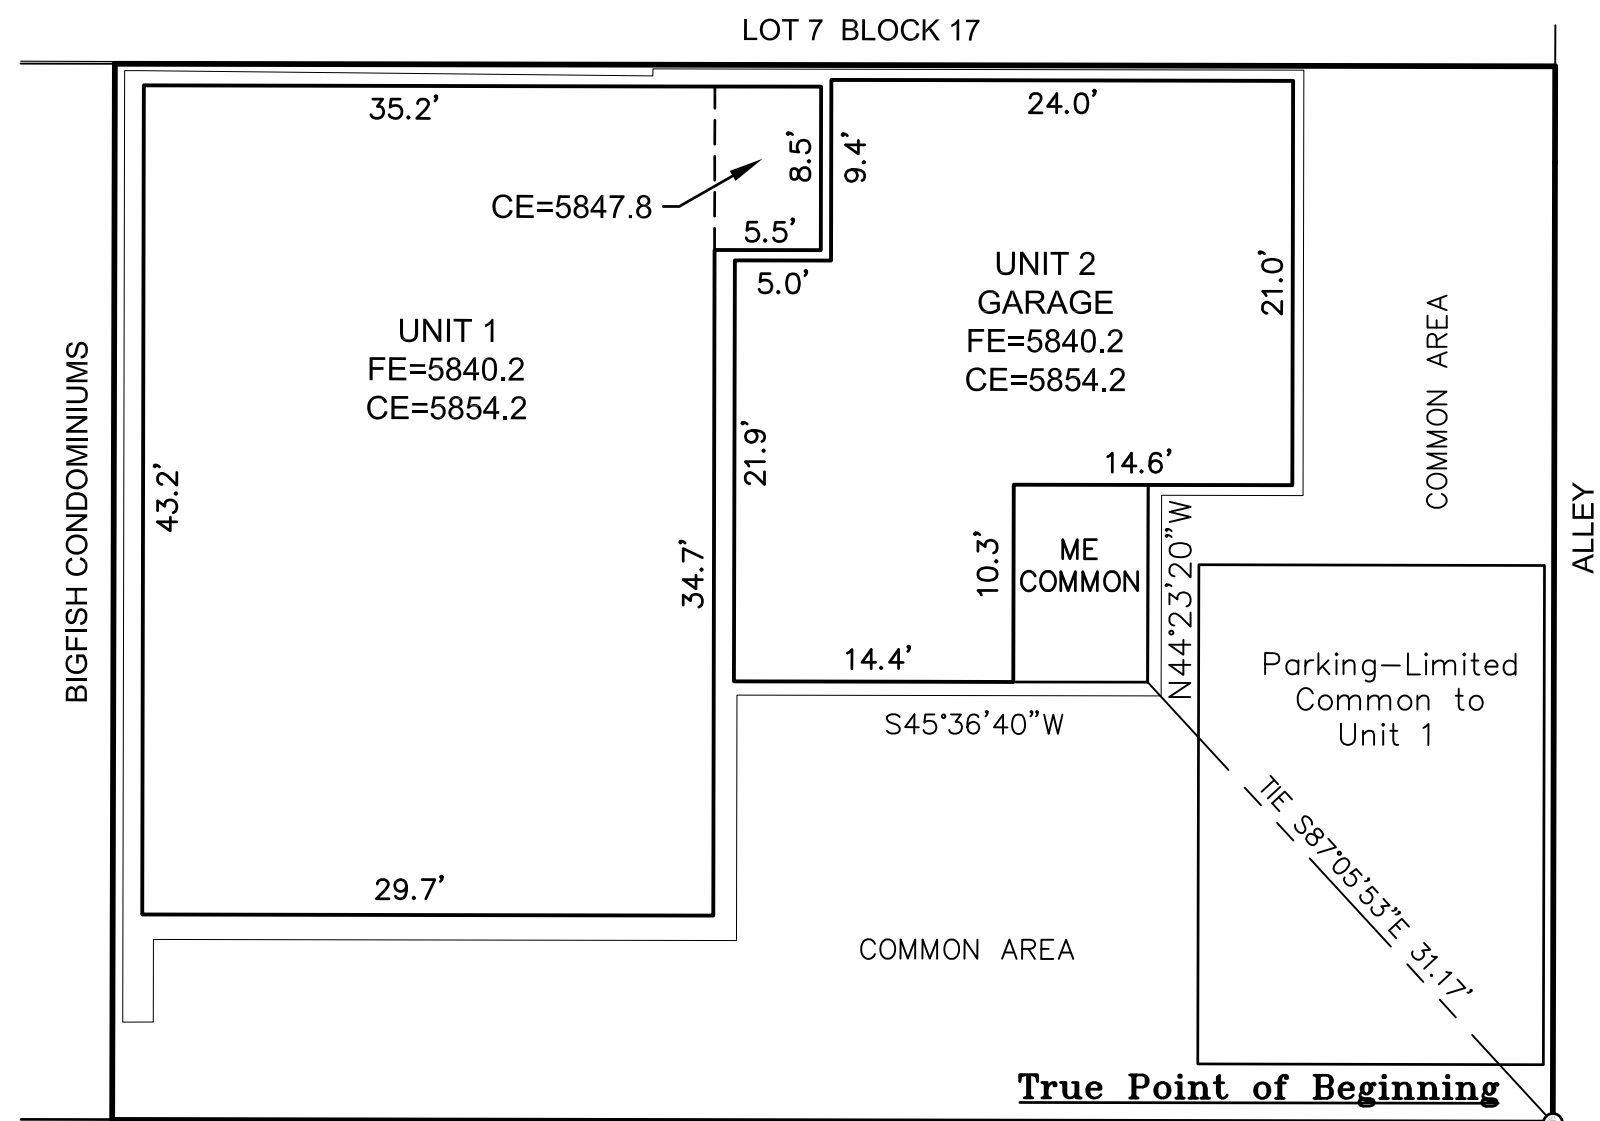 LOT 7 BLOCK 17
35.2'
24.0'
8.5'
9.4'
CE=5847.8
5.5'
5.0'
UNIT 2
GARAGE
FE=5840.2
CE=5854.2
21.0'
UNIT 1
FE=5840.2
CE=5854.2
COMMON AREA
BIGFISH CONDOMINIUMS
43.2'
21.9'
14.6'
ALLEY
34.7'
10.3'
ME
COMMON
N44°23'20"W
14.4'
S45°36'40"W
Parking-Limited
Common to
Unit 1
TIE S87°05'53"E 31.17'
29.7'
COMMON AREA
True Point of Beginning